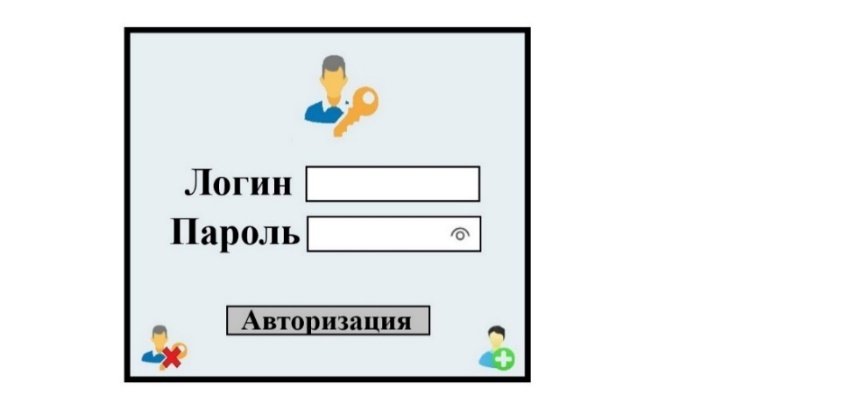 Логин
Пароль
Авторизация